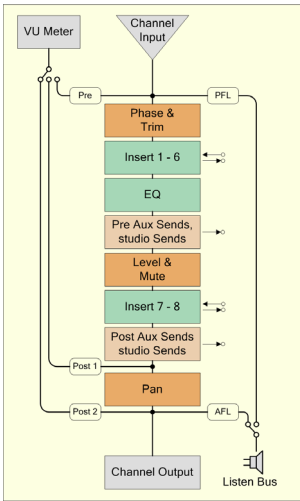 VU Meter
Channel
Input
Pre
PFL
Phase &
Trim
Insert 1 - 6
EQ
Pre Aux Sends,
studio Sends
Level &
Mute
Insert 7 - 8
Post Aux Sends
studio Sends
Post 1
Pan
Post 2
AFL
Channel Output
Listen Bus